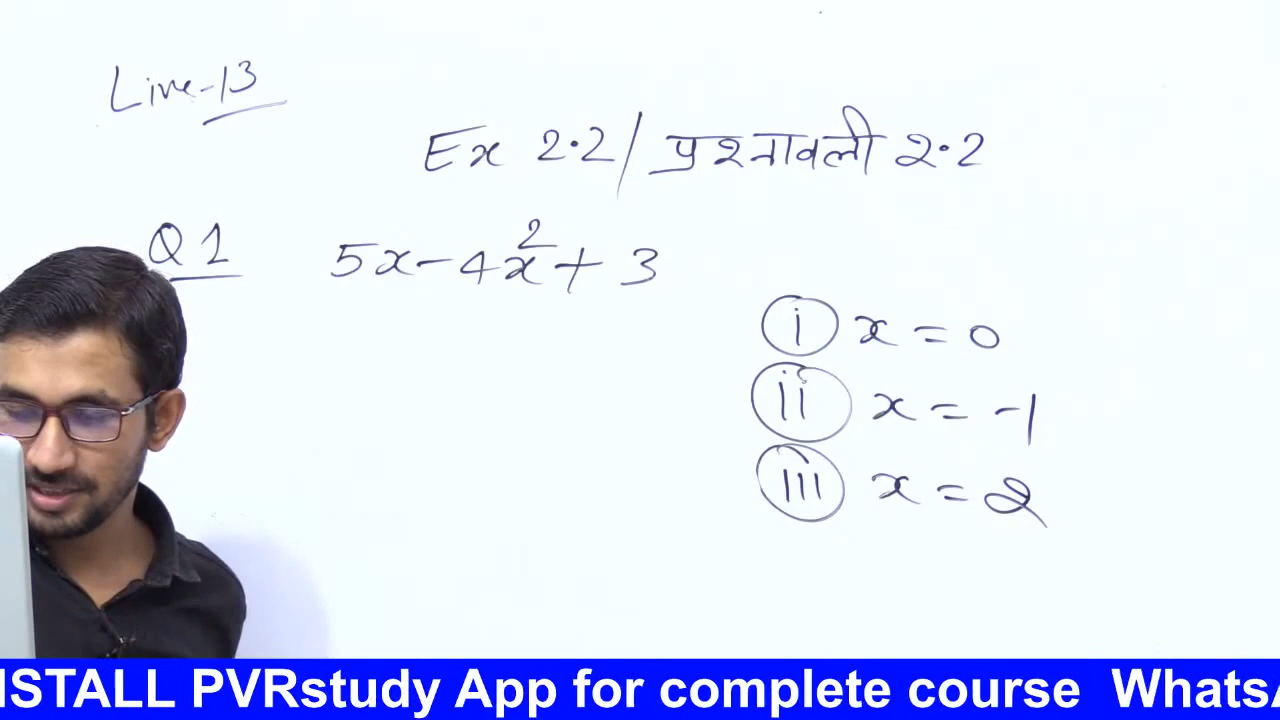 Live-13
Ex 2.2/ प्रश्नावली 2.2
Q1 5x-4x²+3
i x = 0
ii x = -1
iii x = 2
NSTALL PVRstudy App for complete course WhatsA